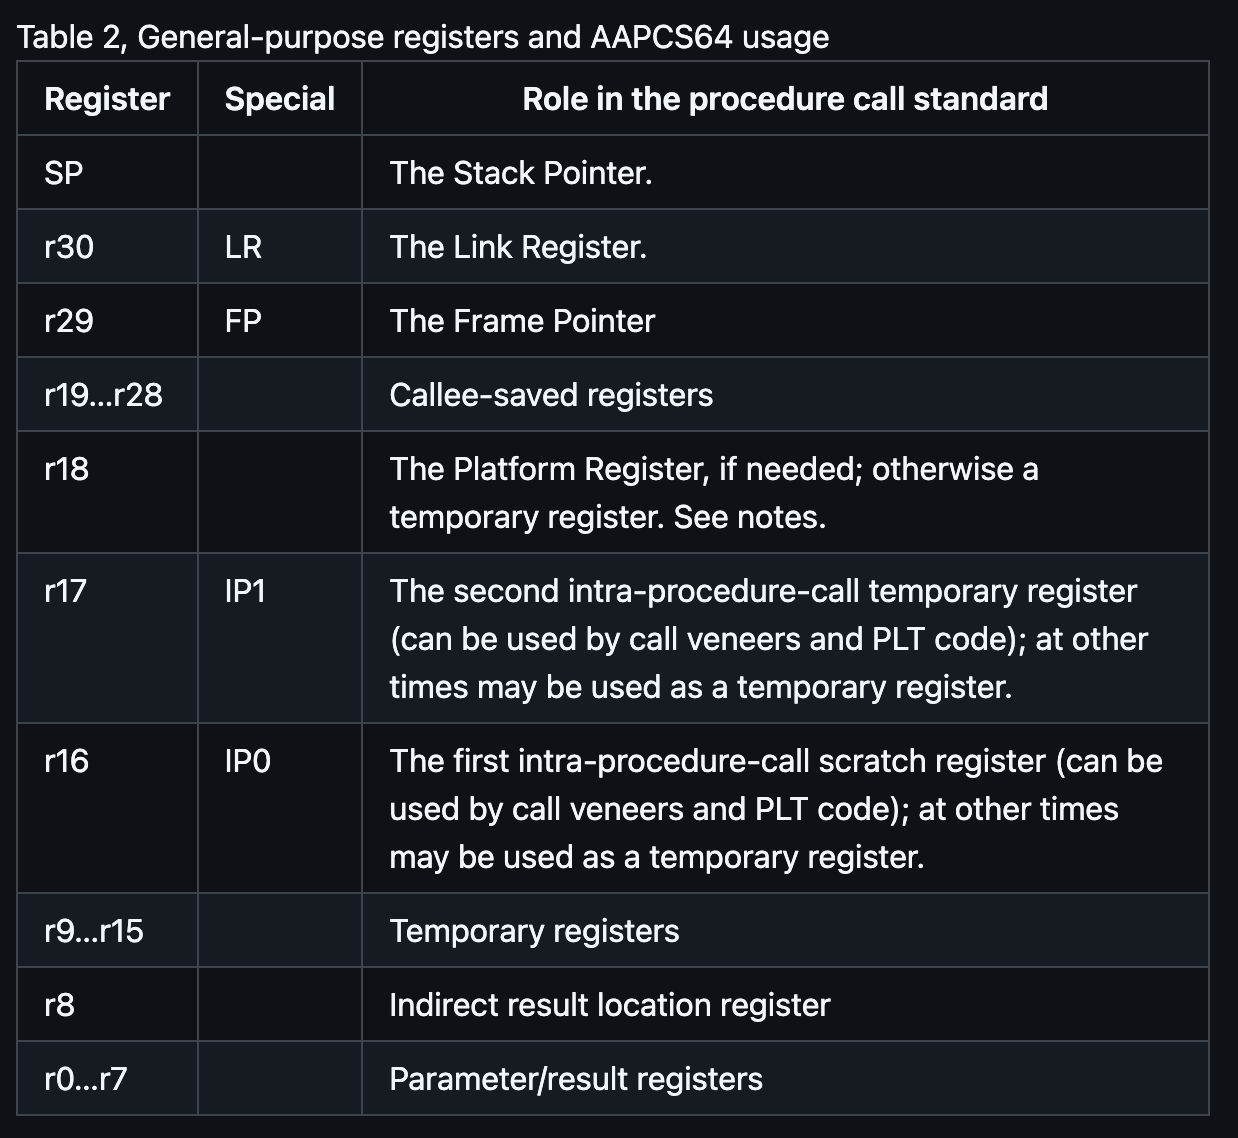 Table 2, General-purpose registers and AAPCS64 usage
Register Special Role in the procedure call standard
SP The Stack Pointer.
r30 LR The Link Register.
r29 FP The Frame Pointer
r19...r28 Callee-saved registers
r18 The Platform Register, if needed; otherwise a
temporary register. See notes.
r17 IP1 The second intra-procedure-call temporary register
(can be used by call veneers and PLT code); at other
times may be used as a temporary register.
r16 IP0 The first intra-procedure-call scratch register (can be
used by call veneers and PLT code); at other times
may be used as a temporary register.
r9...r15 Temporary registers
r8 Indirect result location register
r0...r7 Parameter/result registers